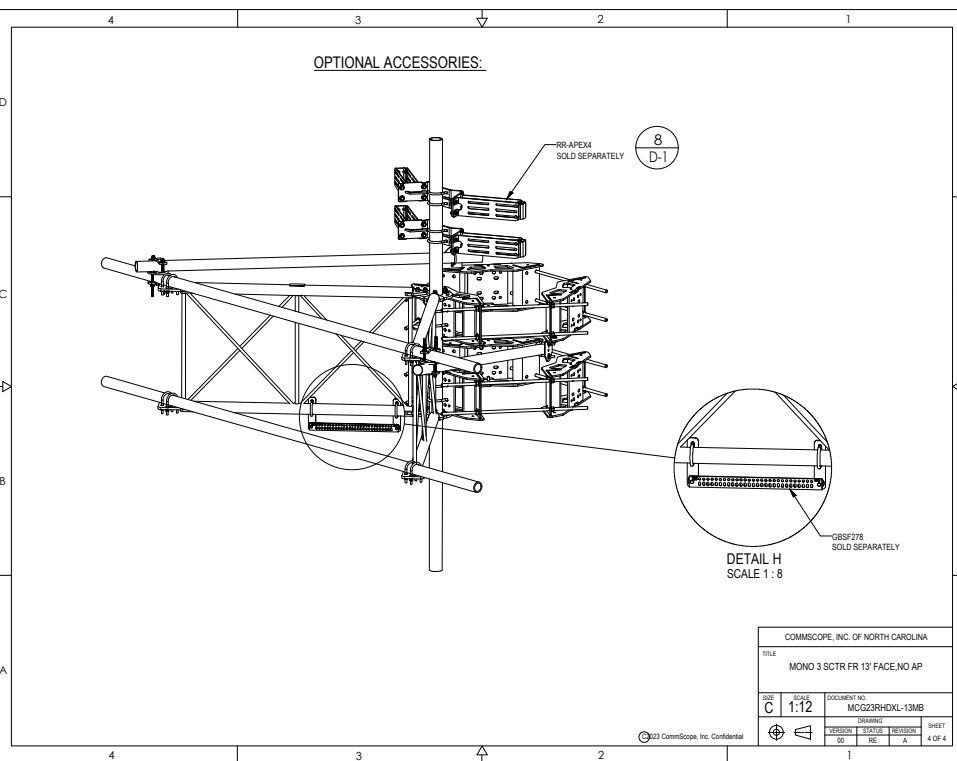 4
3
2
1
OPTIONAL ACCESSORIES:
D
RR-APEX4
SOLD SEPARATELY
8
D-1
C
B
GBSF278
SOLD SEPARATELY
DETAIL H
SCALE 1 : 8
A
COMMSCOPE, INC. OF NORTH CAROLINA
TITLE
MONO 3 SCTR FR 13' FACE,NO AP
SIZE
C
SCALE
1:12
DOCUMENT NO.
MCG23RHDXL-13MB
DRAWING
VERSION
STATUS
REVISION
SHEET
00
RE
A
4 OF 4
©2023 CommScope, Inc. Confidential
4
3
2
1